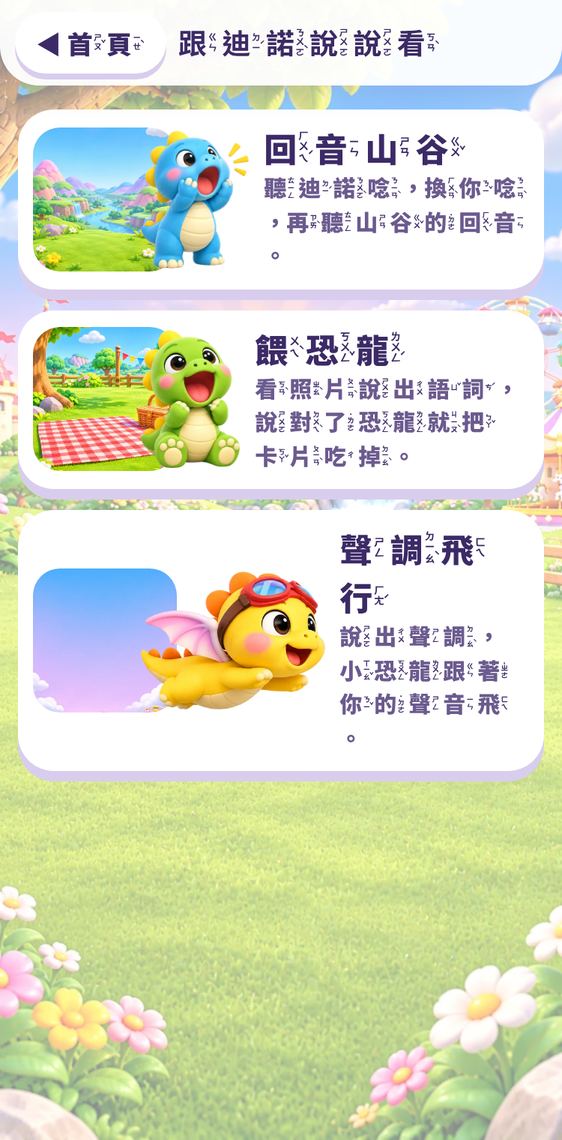 ◀ 首頁 跟迪諾說說看
回音山谷
聽迪諾唸，換你唸
，再聽山谷的回音
。
餵恐龍
看照片說出語詞，
說對了恐龍就把
卡片吃掉。
聲調飛
行
說出聲調，
小恐龍跟著
你的聲音飛
。